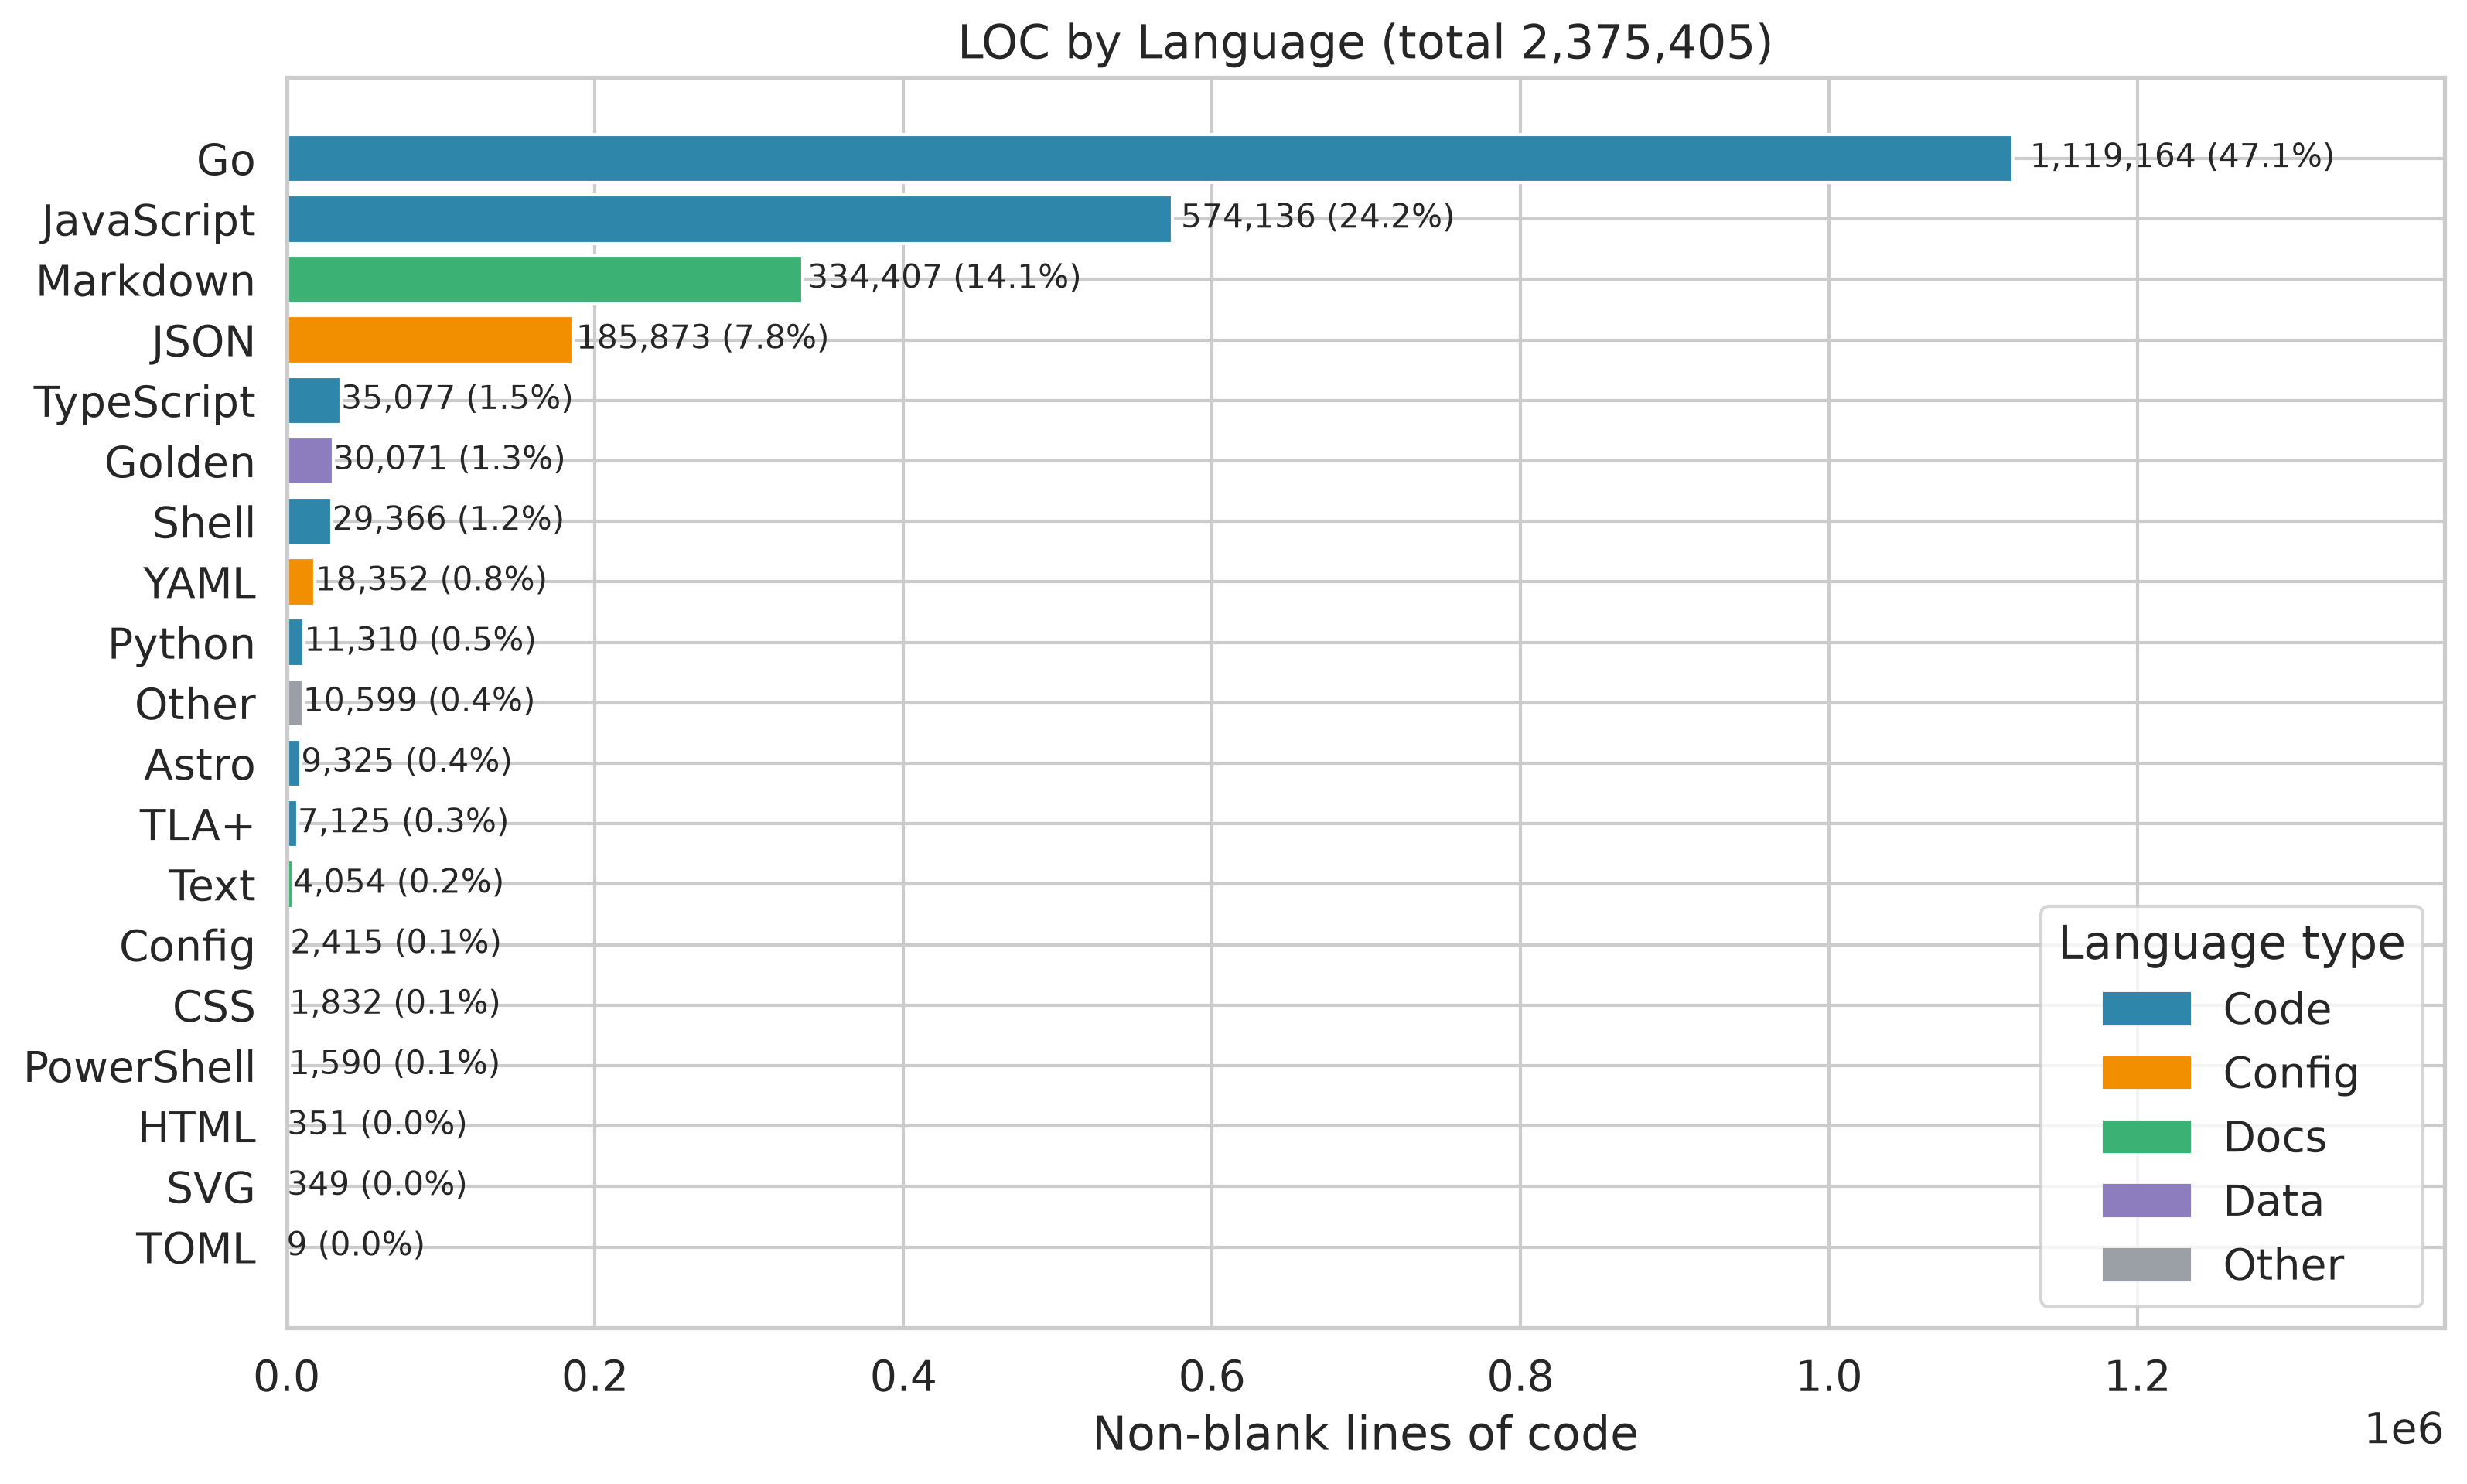 LOC by Language (total 2,375,405)
Go 1,119,164 (47.1%)
JavaScript 574,136 (24.2%)
Markdown 334,407 (14.1%)
JSON 185,873 (7.8%)
TypeScript 35,077 (1.5%)
Golden 30,071 (1.3%)
Shell 29,366 (1.2%)
YAML 18,352 (0.8%)
Python 11,310 (0.5%)
Other 10,599 (0.4%)
Astro 9,325 (0.4%)
TLA+ 7,125 (0.3%)
Text 4,054 (0.2%)
Config 2,415 (0.1%)
CSS 1,832 (0.1%)
PowerShell 1,590 (0.1%)
HTML 351 (0.0%)
SVG 349 (0.0%)
TOML 9 (0.0%)
Language type
Code
Config
Docs
Data
Other
0.0 0.2 0.4 0.6 0.8 1.0 1.2
1e6
Non-blank lines of code